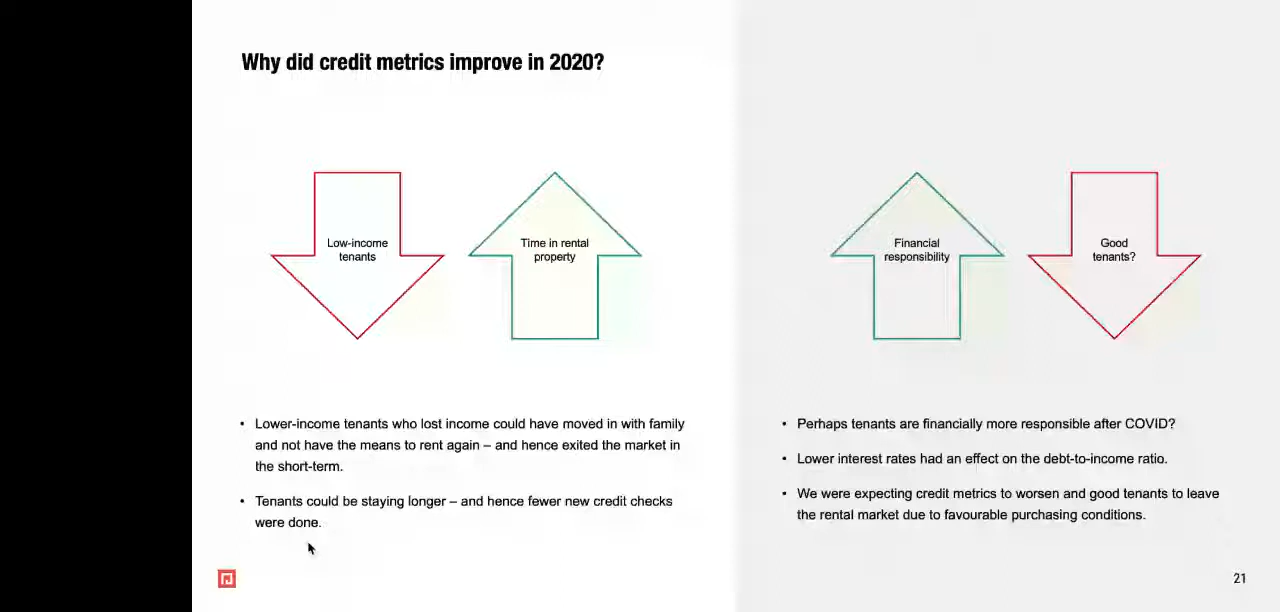 Why did credit metrics improve in 2020?
Low-income
tenants
Time in rental
property
Financial
responsibility
Good
tenants?
• Lower-income tenants who lost income could have moved in with family
and not have the means to rent again – and hence exited the market in
the short-term.
• Tenants could be staying longer – and hence fewer new credit checks
were done.
• Perhaps tenants are financially more responsible after COVID?
• Lower interest rates had an effect on the debt-to-income ratio.
• We were expecting credit metrics to worsen and good tenants to leave
the rental market due to favourable purchasing conditions.
21